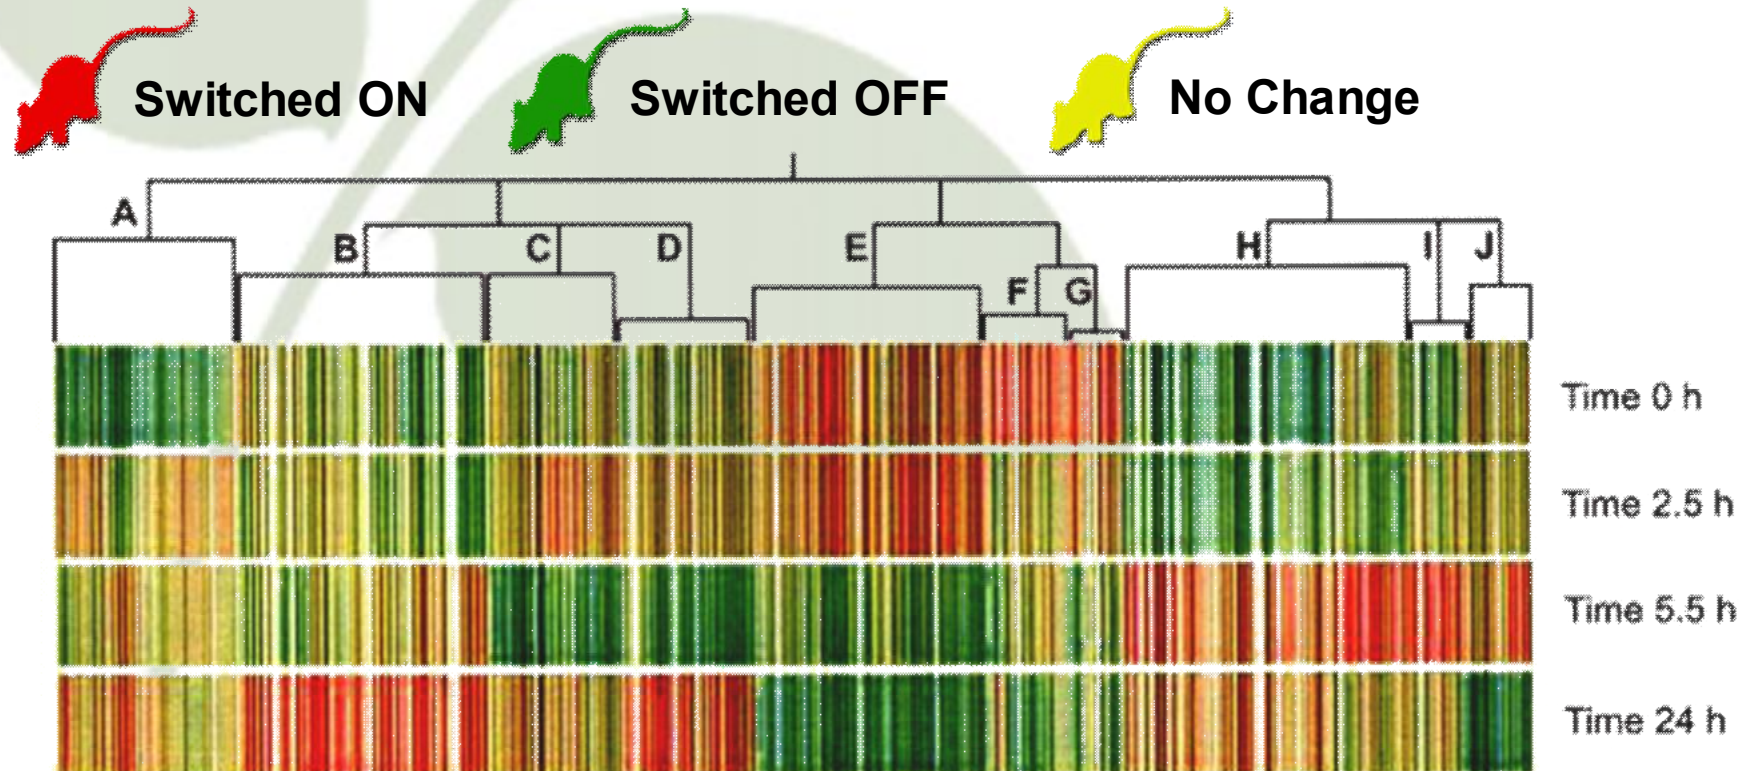 Switched ON
Switched OFF
No Change
A
B
C
D
E
F
G
H
I
J
Time 0 h
Time 2.5 h
Time 5.5 h
Time 24 h